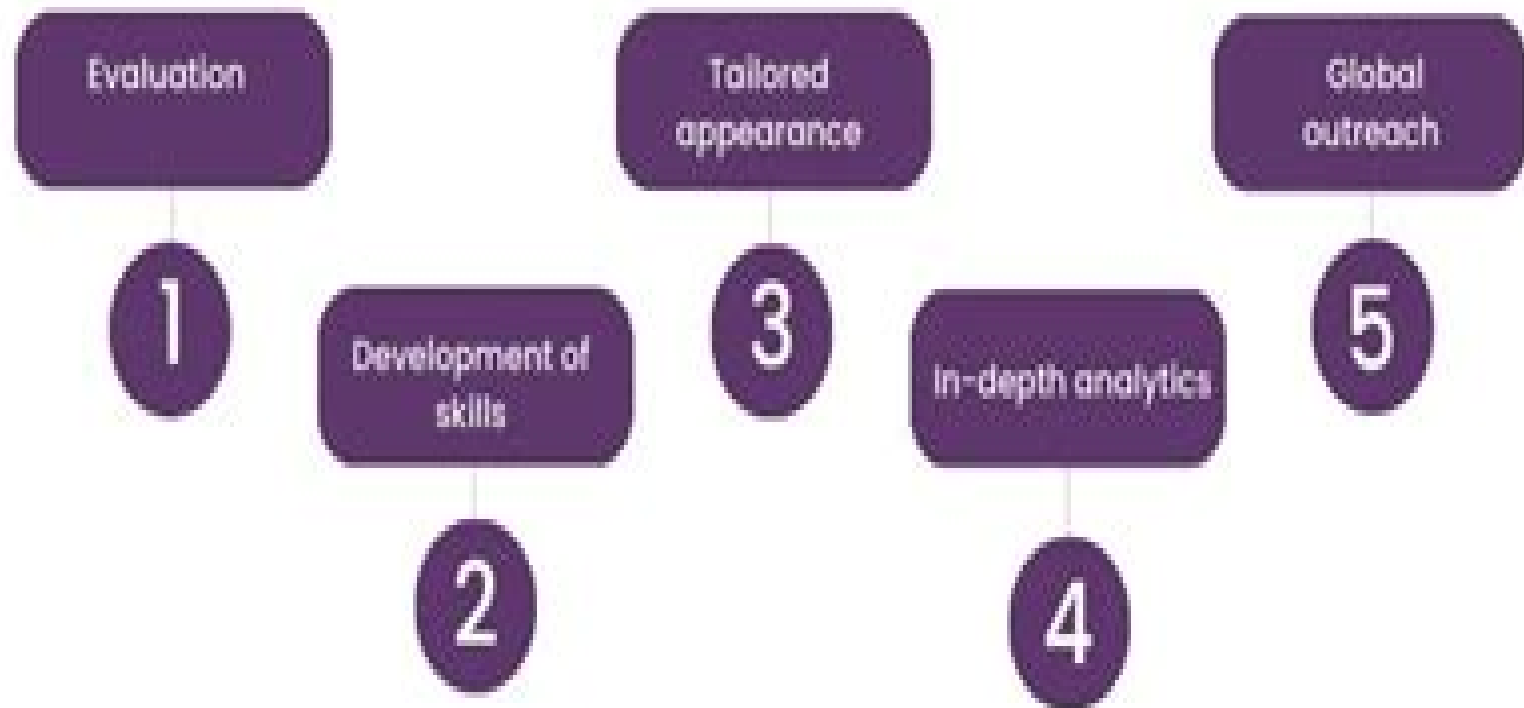 Evaluation
1
Development of
skills
2
Tailored
appearance
3
In-depth analytics
4
Global
outreach
5